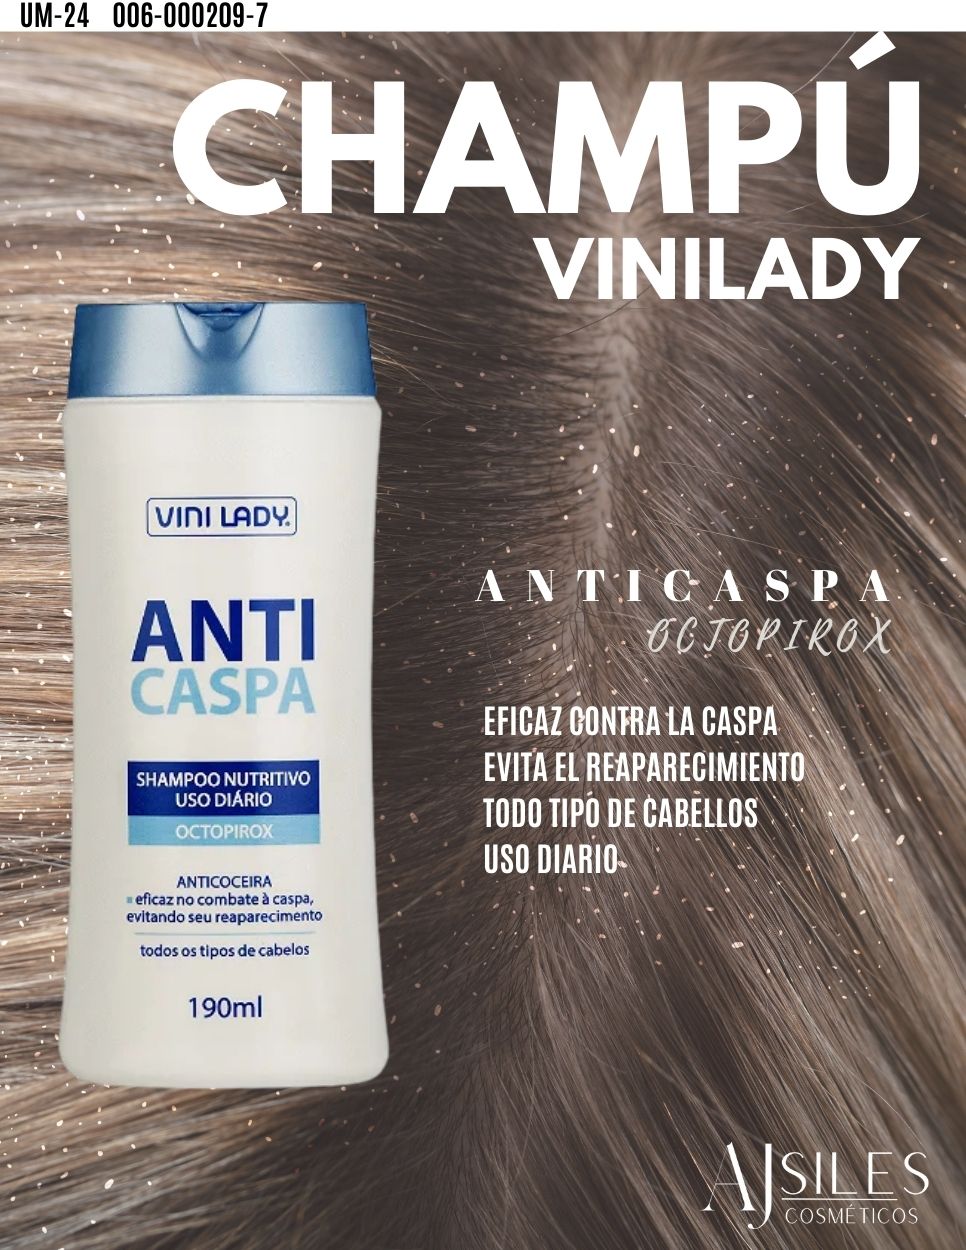 UM-24 006-000209-7
CHAMPÚ
VINILADY
VINI LADY.
ANTI
CASPA
SHAMPOO NUTRITIVO
USO DIÁRIO
OCTOPIROX
ANTICOCEIRA
eficaz no combate à caspa,
evitando seu reaparecimento
todos os tipos de cabelos
190ml
ANTICASPA
OCTOPIROX
EFICAZ CONTRA LA CASPA
EVITA EL REAPARECIMIENTO
TODO TIPO DE CABELLOS
USO DIARIO
AJSILES
COSMÉTICOS